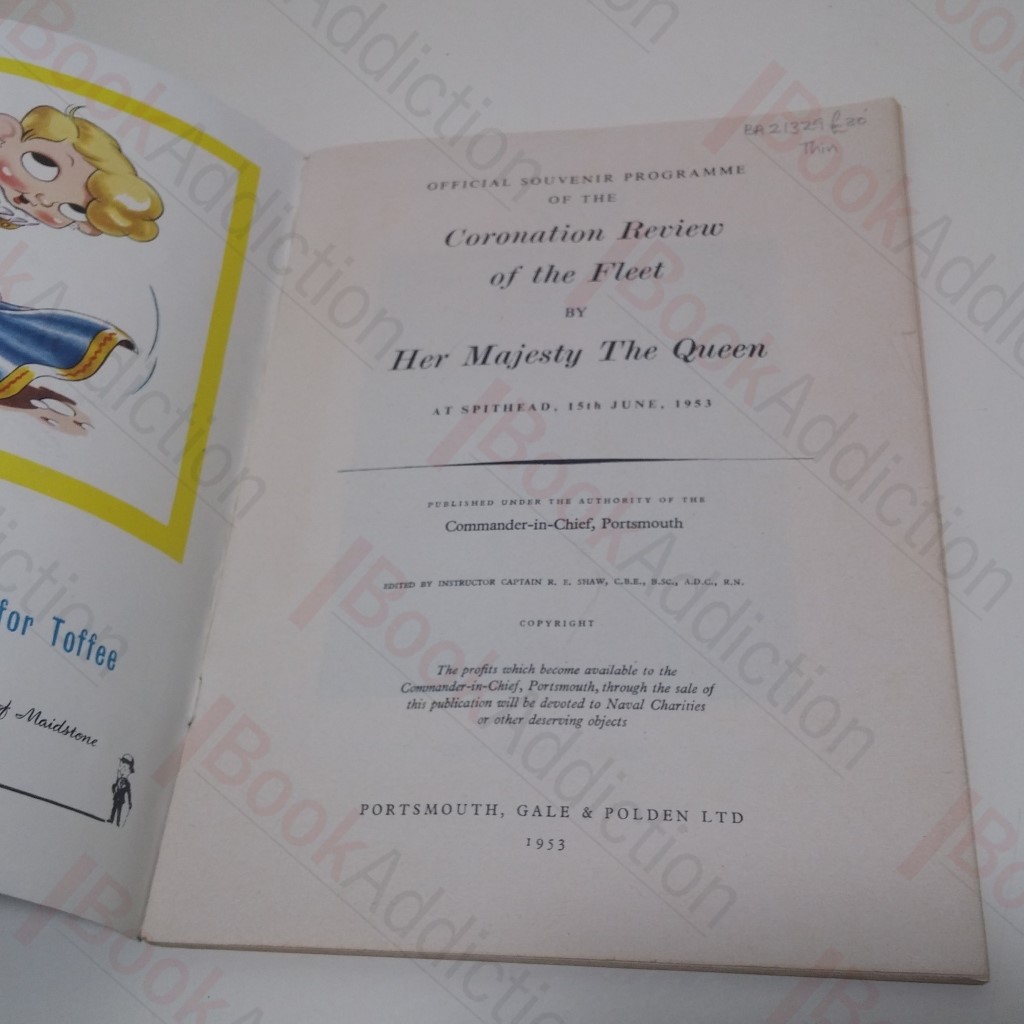 for Toffee
of Maidstone
BA21329 £30
Thin
OFFICIAL SOUVENIR PROGRAMME
OF THE
Coronation Review
of the Fleet
BY
Her Majesty The Queen
AT SPITHEAD, 15th JUNE, 1953
PUBLISHED UNDER THE AUTHORITY OF THE
Commander-in-Chief, Portsmouth
EDITED BY INSTRUCTOR CAPTAIN R. E. SHAW, C.B.E., B.SC., A.D.C., R.N.
COPYRIGHT
The profits which become available to the
Commander-in-Chief, Portsmouth, through the sale of
this publication will be devoted to Naval Charities
or other deserving objects
PORTSMOUTH, GALE & POLDEN LTD
1953
BookAddiction